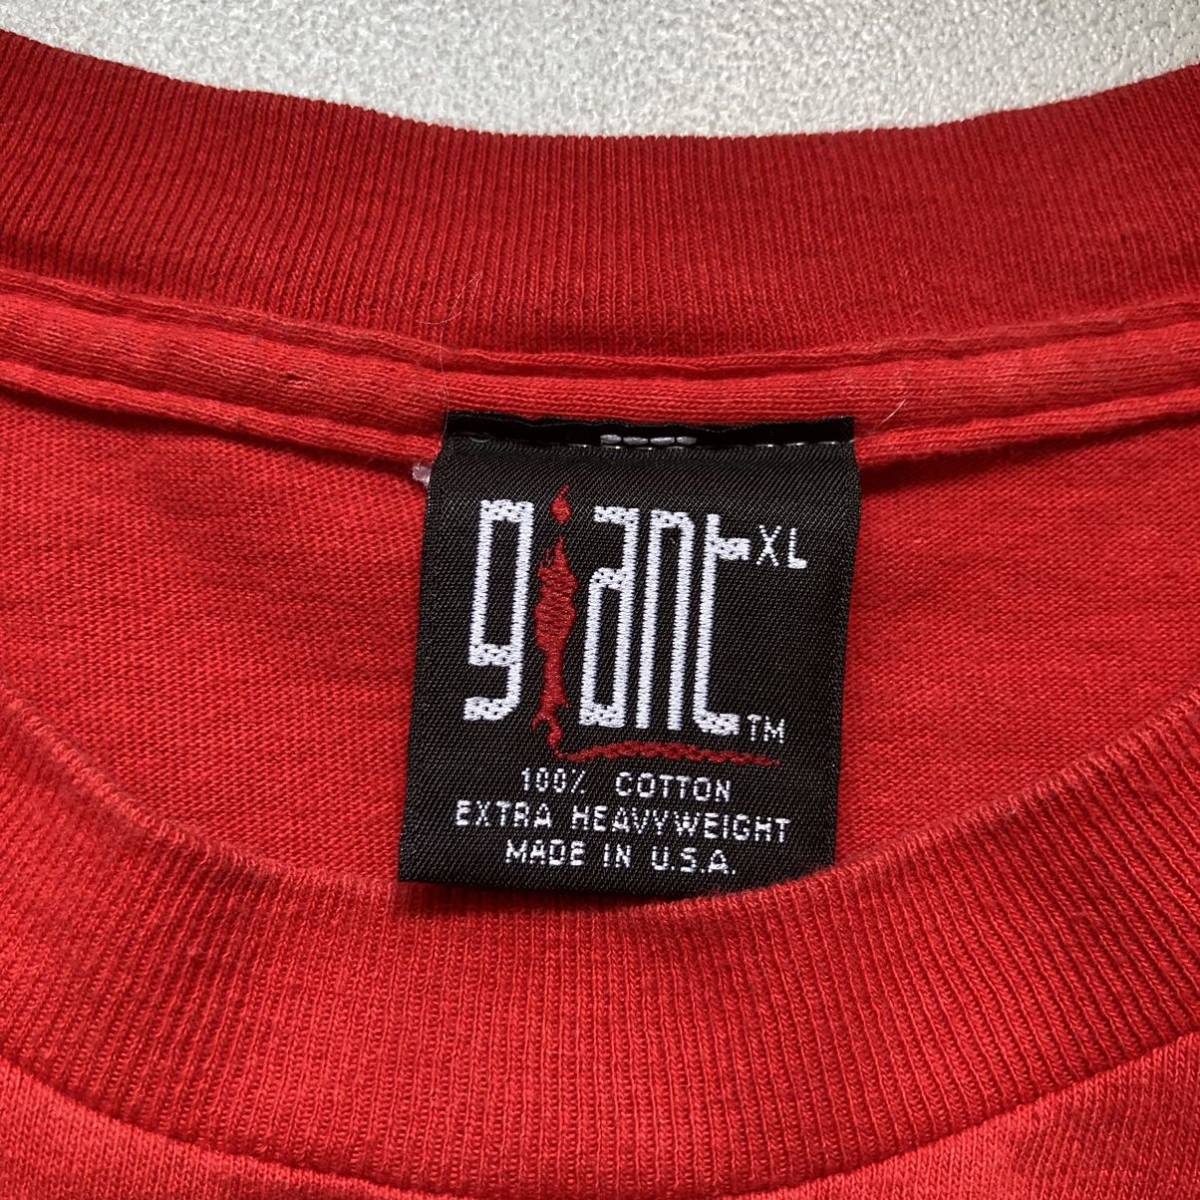 giant XL
TM
100% COTTON
EXTRA HEAVYWEIGHT
MADE IN U.S.A.